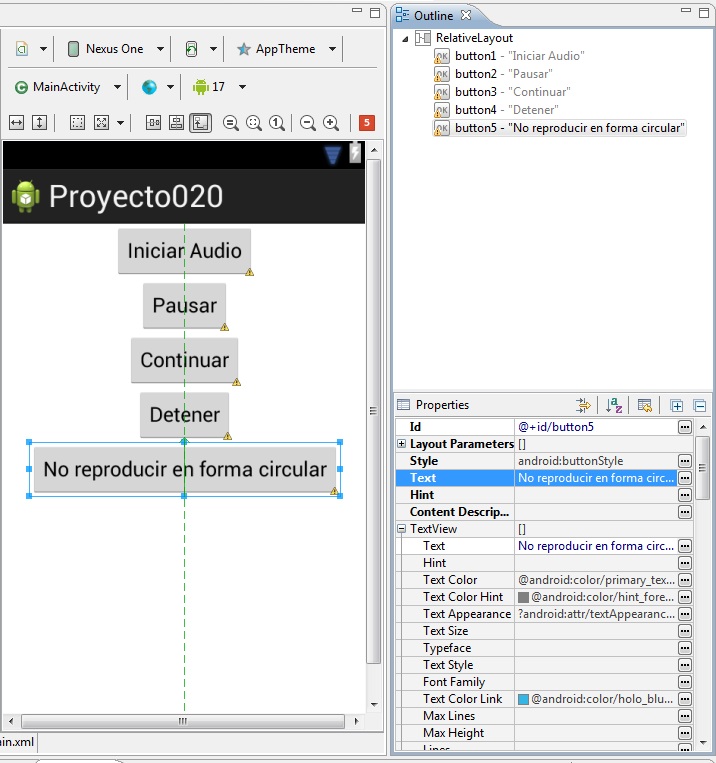 Nexus One
AppTheme
MainActivity
17
5
Proyecto020
Iniciar Audio
Pausar
Continuar
Detener
No reproducir en forma circular
in.xml
Outline
RelativeLayout
button1 - "Iniciar Audio"
button2 - "Pausar"
button3 - "Continuar"
button4 - "Detener"
button5 - "No reproducir en forma circular"
Properties
Id @+id/button5
Layout Parameters []
Style android:buttonStyle
Text No reproducir en forma circ...
Hint
Content Descrip...
TextView []
Text No reproducir en forma circ...
Hint
Text Color @android:color/primary_tex...
Text Color Hint @android:color/hint_fore...
Text Appearance ?android:attr/textAppearanc...
Text Size
Typeface
Text Style
Font Family
Text Color Link @android:color/holo_blu...
Max Lines
Max Height
Lines